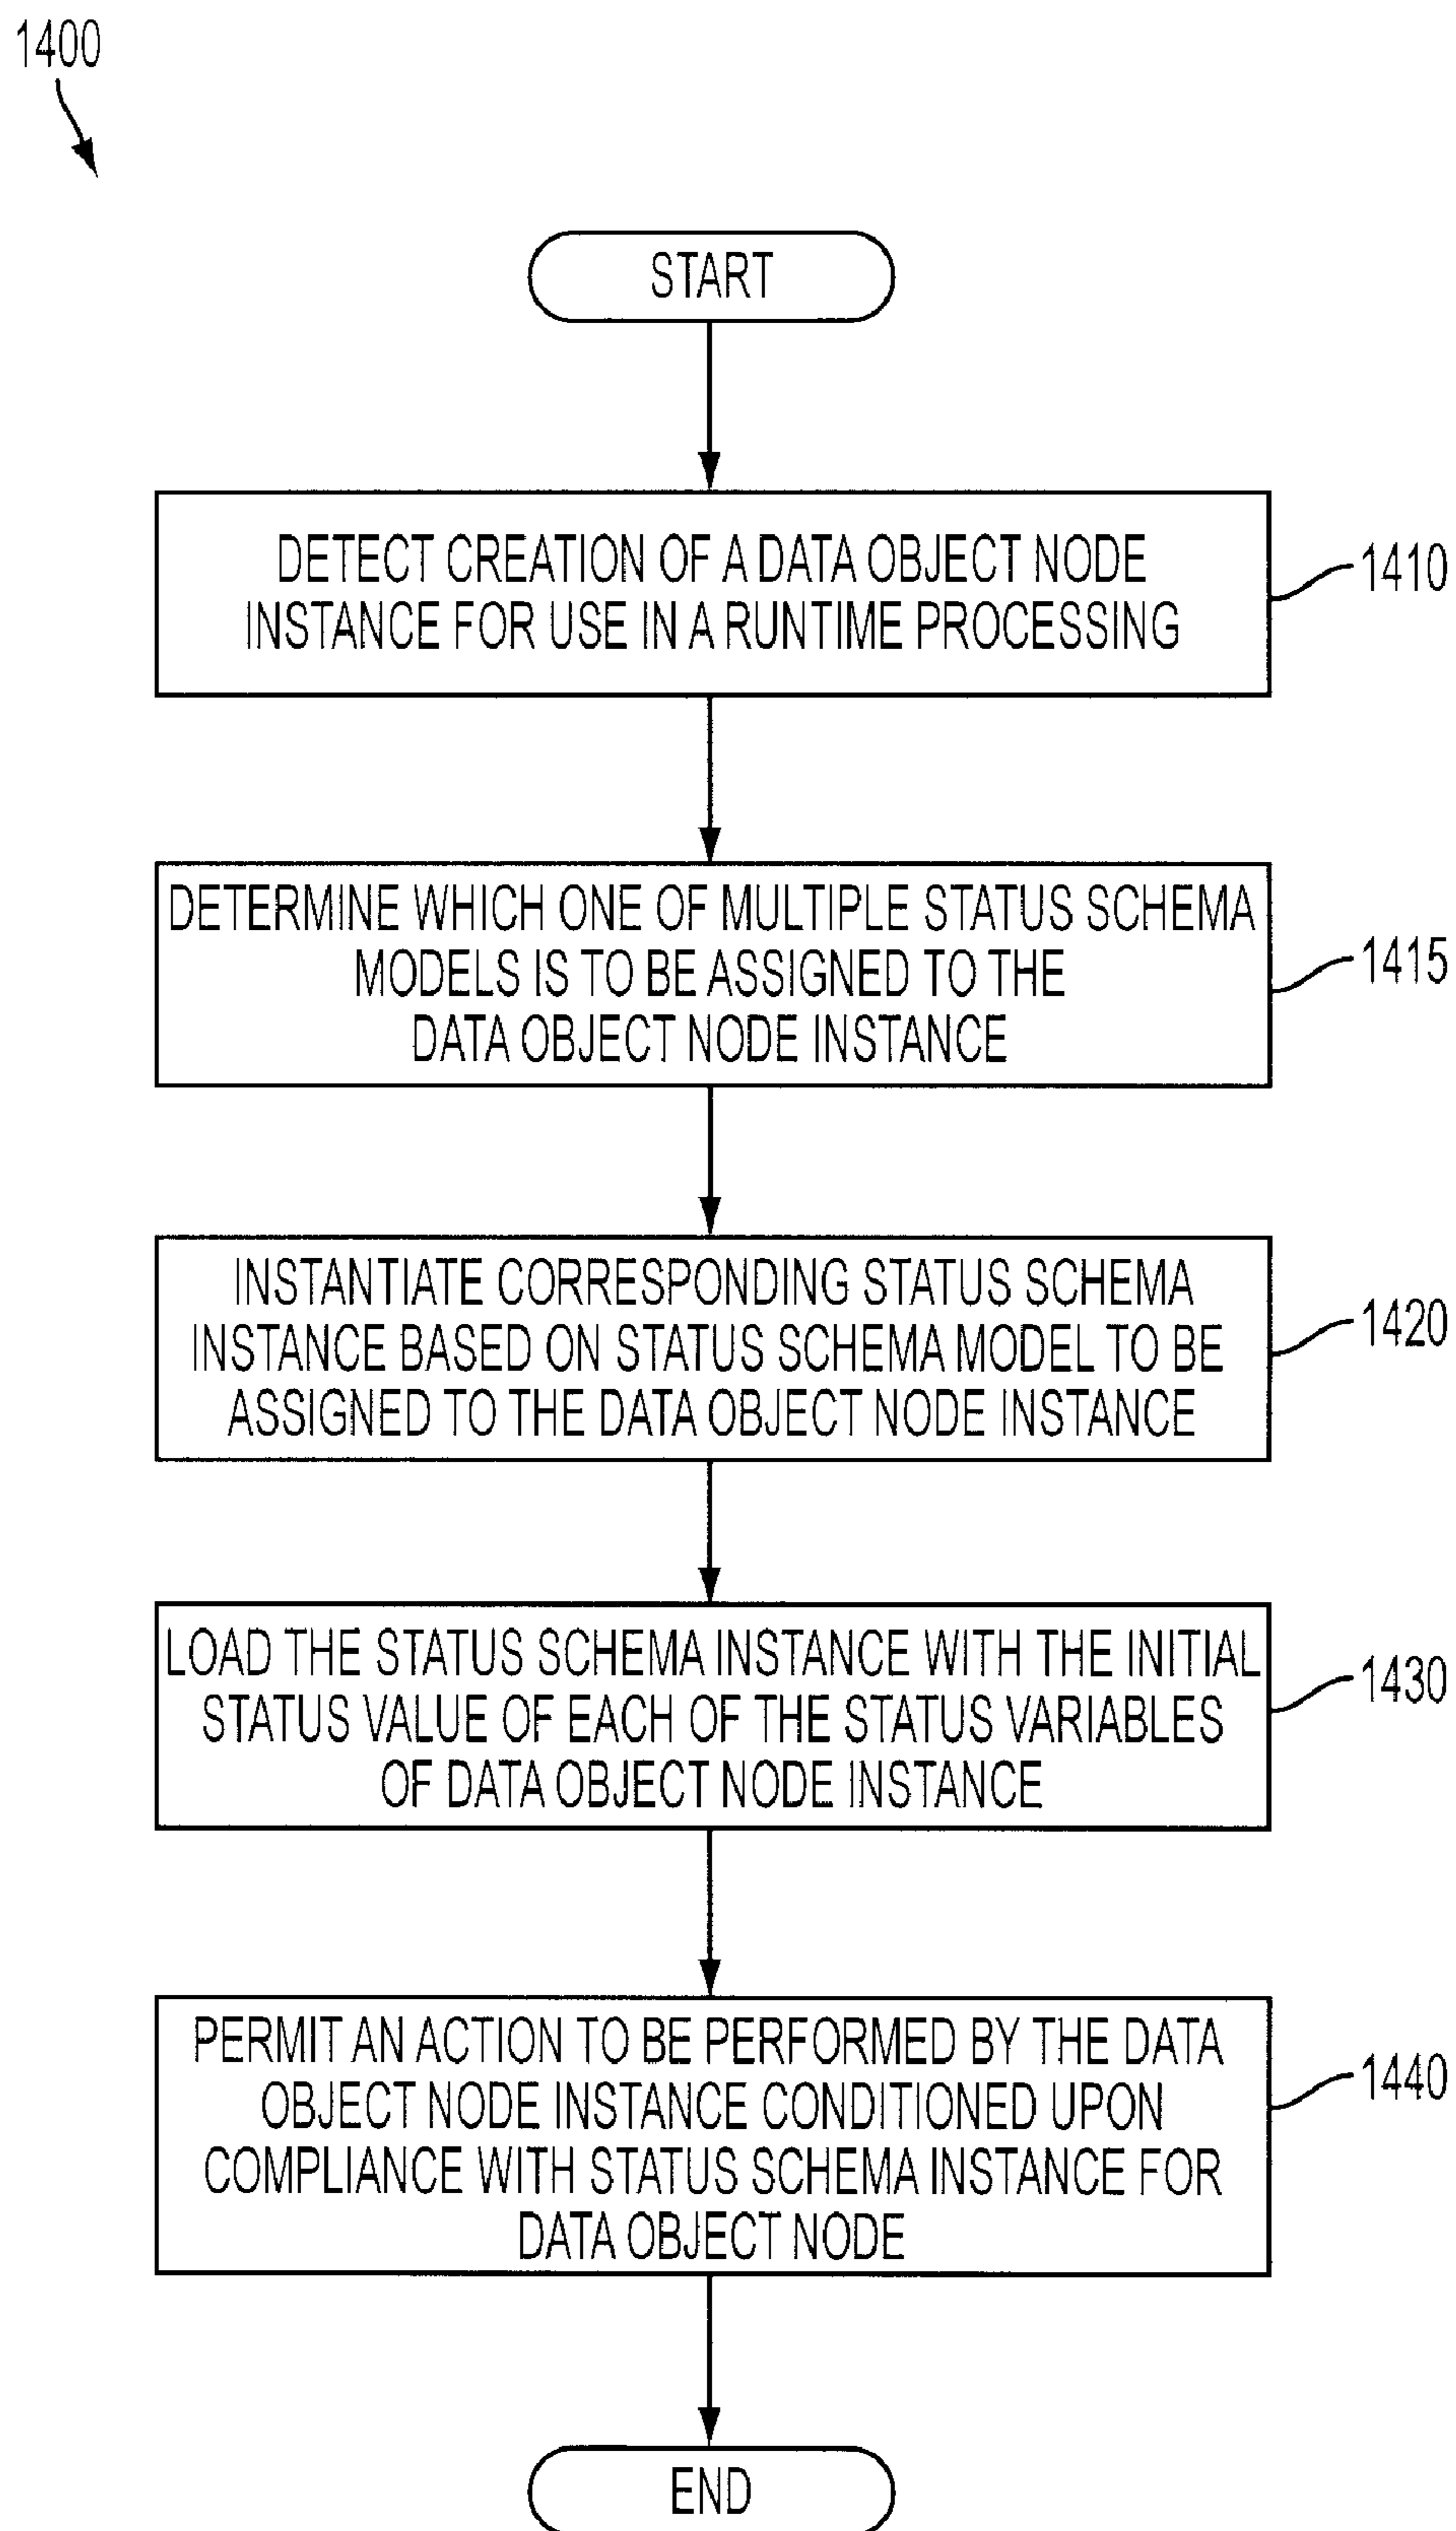 1400
START
DETECT CREATION OF A DATA OBJECT NODE
INSTANCE FOR USE IN A RUNTIME PROCESSING
1410
DETERMINE WHICH ONE OF MULTIPLE STATUS SCHEMA
MODELS IS TO BE ASSIGNED TO THE
DATA OBJECT NODE INSTANCE
1415
INSTANTIATE CORRESPONDING STATUS SCHEMA
INSTANCE BASED ON STATUS SCHEMA MODEL TO BE
ASSIGNED TO THE DATA OBJECT NODE INSTANCE
1420
LOAD THE STATUS SCHEMA INSTANCE WITH THE INITIAL
STATUS VALUE OF EACH OF THE STATUS VARIABLES
OF DATA OBJECT NODE INSTANCE
1430
PERMIT AN ACTION TO BE PERFORMED BY THE DATA
OBJECT NODE INSTANCE CONDITIONED UPON
COMPLIANCE WITH STATUS SCHEMA INSTANCE FOR
DATA OBJECT NODE
1440
END